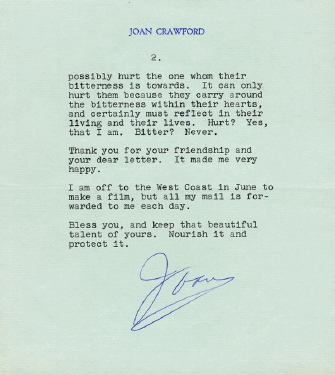 JOAN CRAWFORD
2.
possibly hurt the one whom their
bitterness is towards. It can only
hurt them because they carry around
the bitterness within their hearts,
and certainly must reflect in their
living and their lives. Hurt? Yes,
that I am. Bitter? Never.
Thank you for your friendship and
your dear letter. It made me very
happy.
I am off to the West Coast in June to
make a film, but all my mail is for-
warded to me each day.
Bless you, and keep that beautiful
talent of yours. Nourish it and
protect it.
Joan